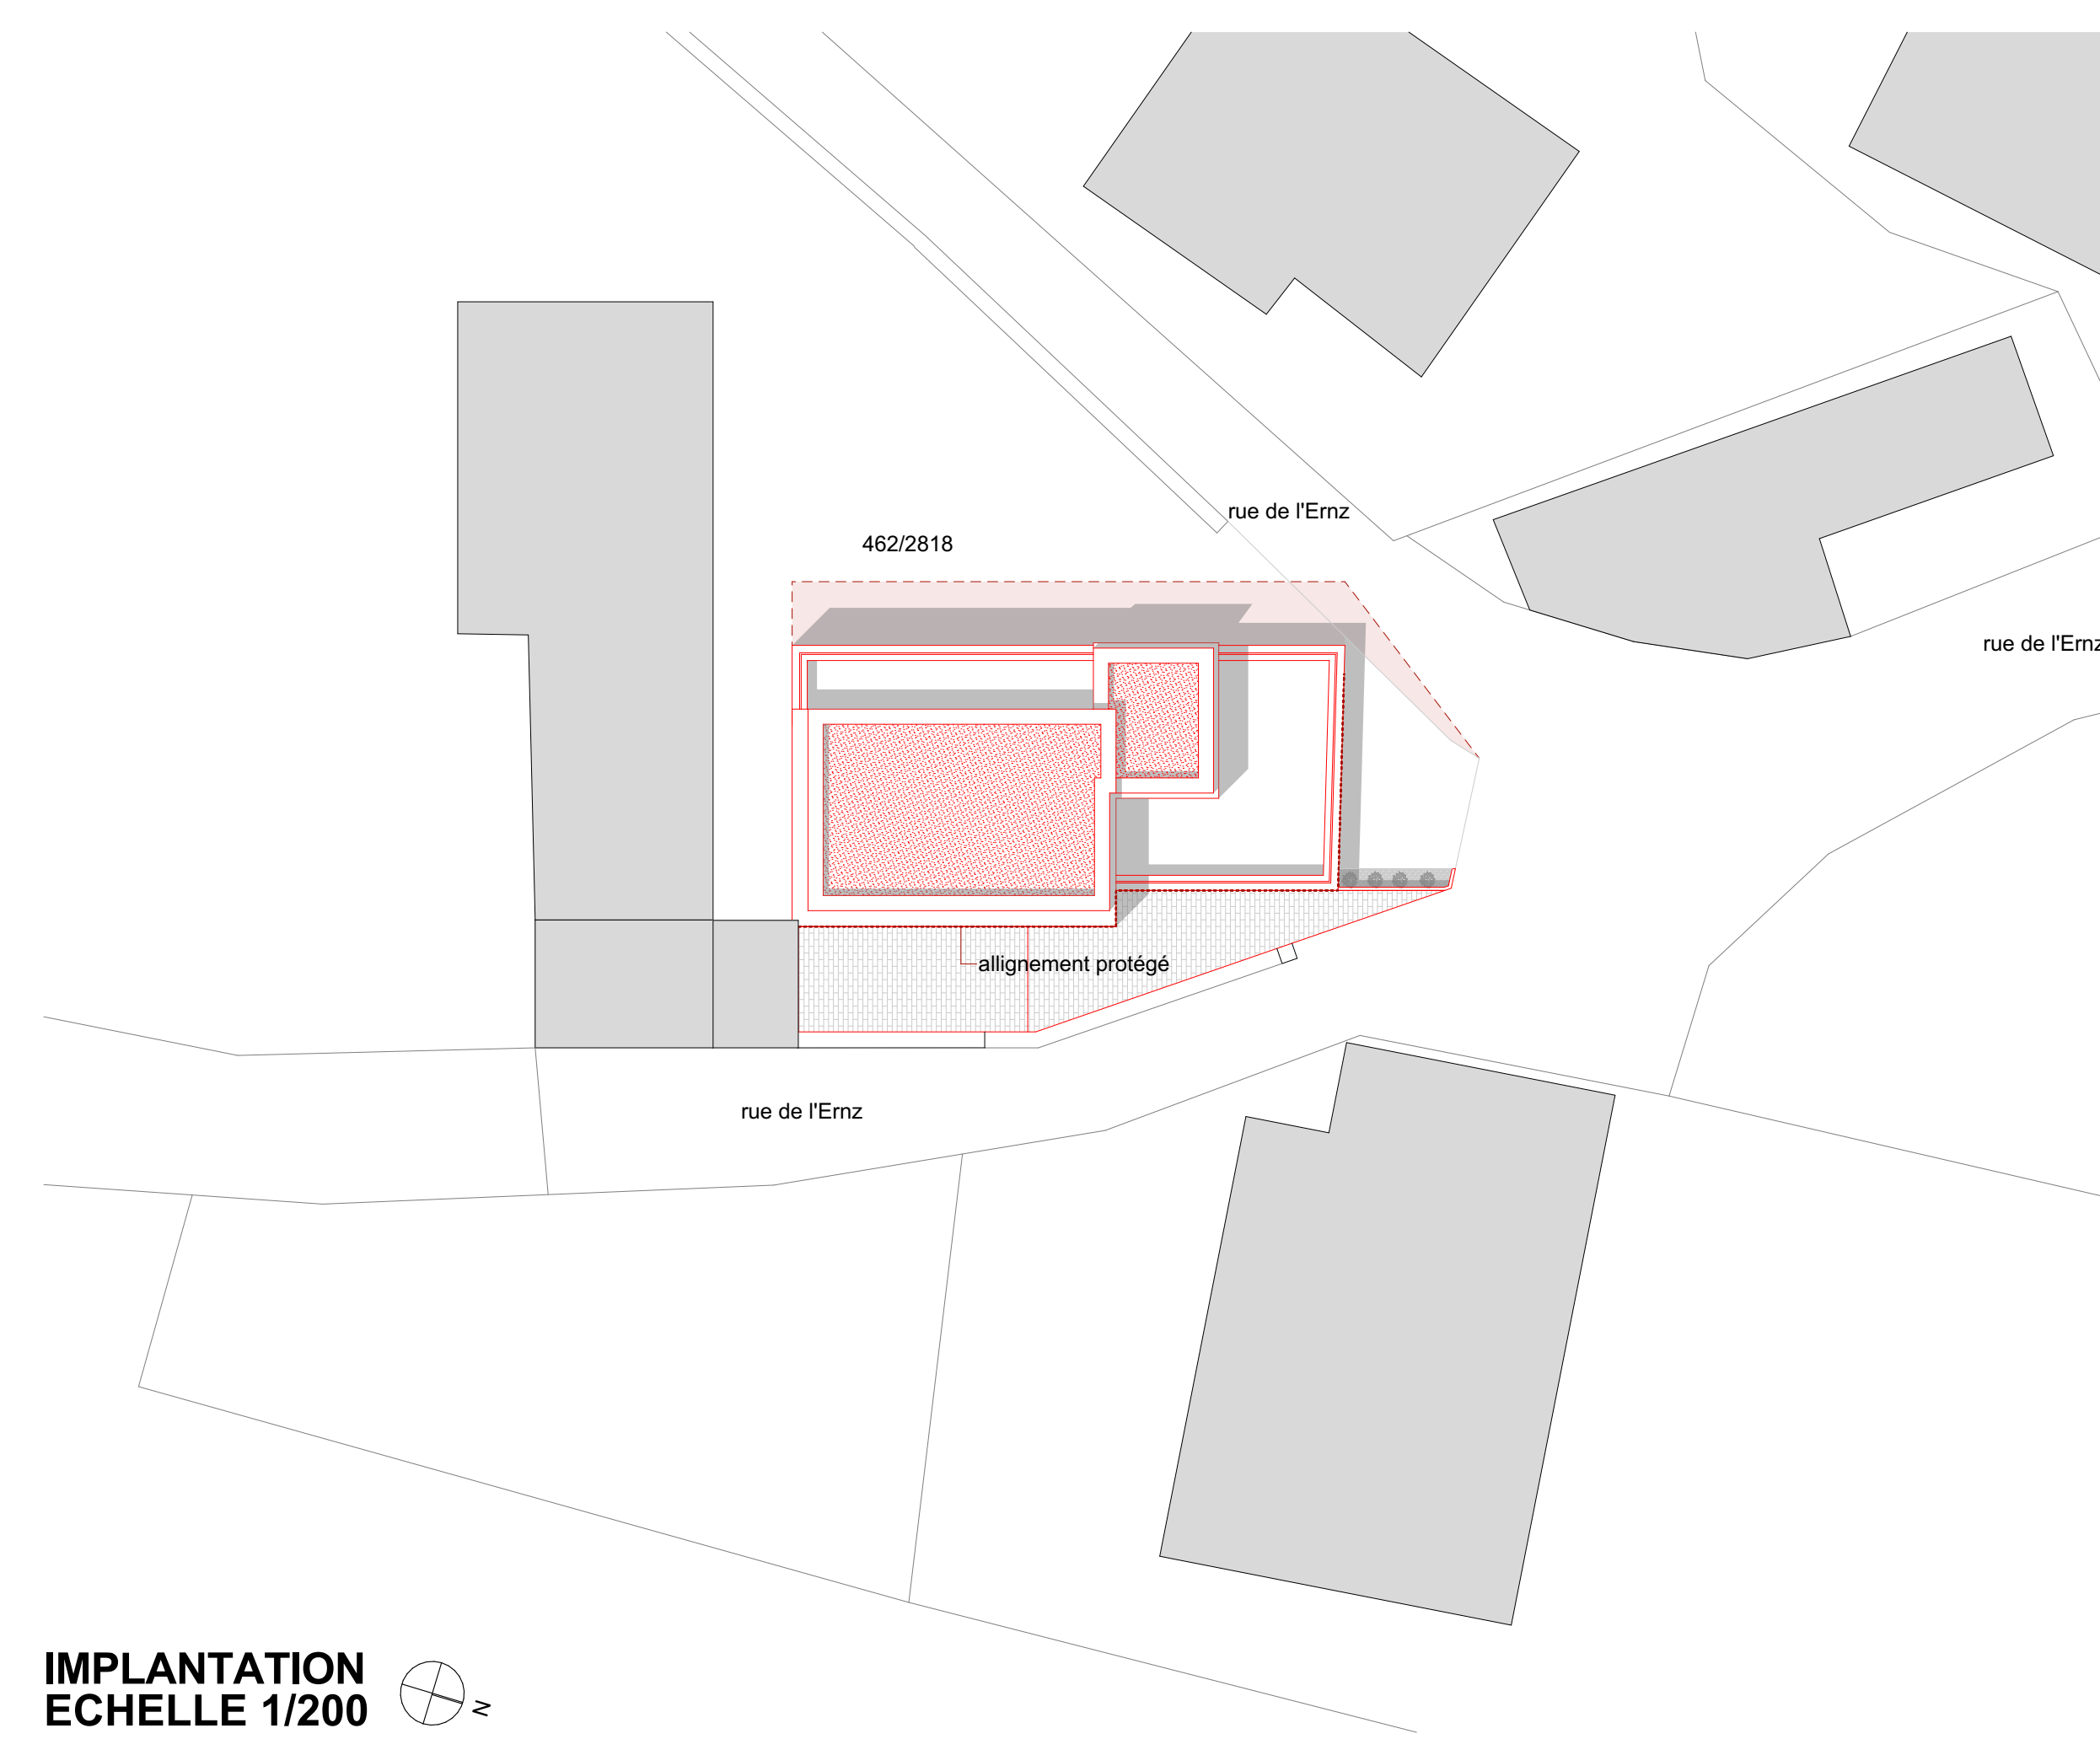 rue de l'Ernz
462/2818
rue de l'Ernz
allignement protégé
rue de l'Ernz
IMPLANTATION
ECHELLE 1/200
N